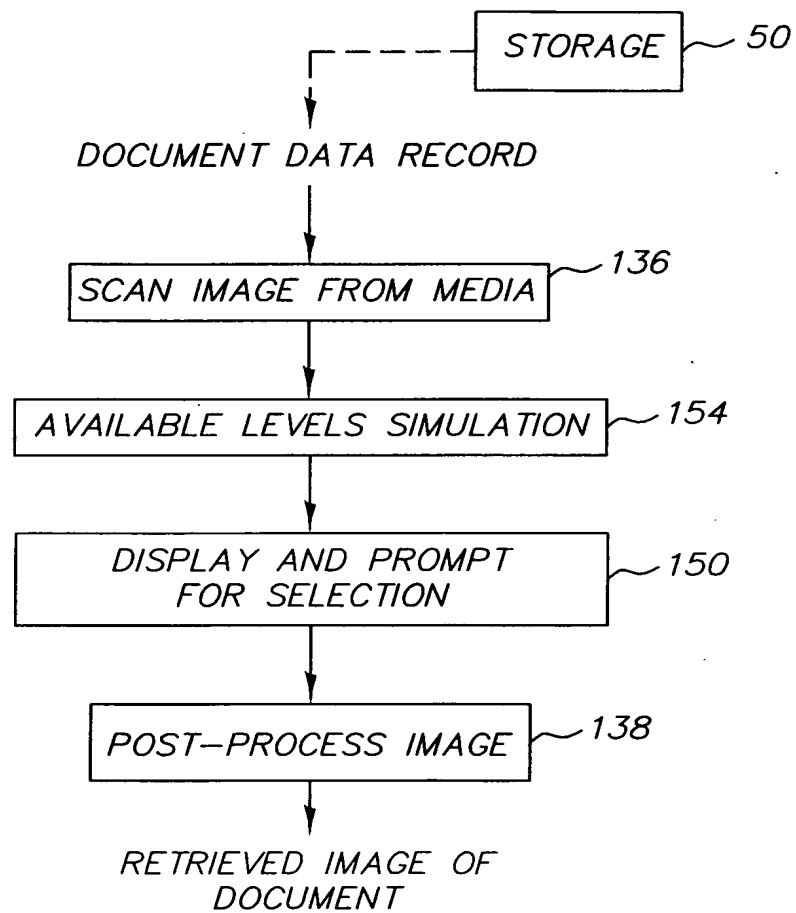 STORAGE 50
DOCUMENT DATA RECORD
SCAN IMAGE FROM MEDIA 136
AVAILABLE LEVELS SIMULATION 154
DISPLAY AND PROMPT
FOR SELECTION 150
POST-PROCESS IMAGE 138
RETRIEVED IMAGE OF
DOCUMENT